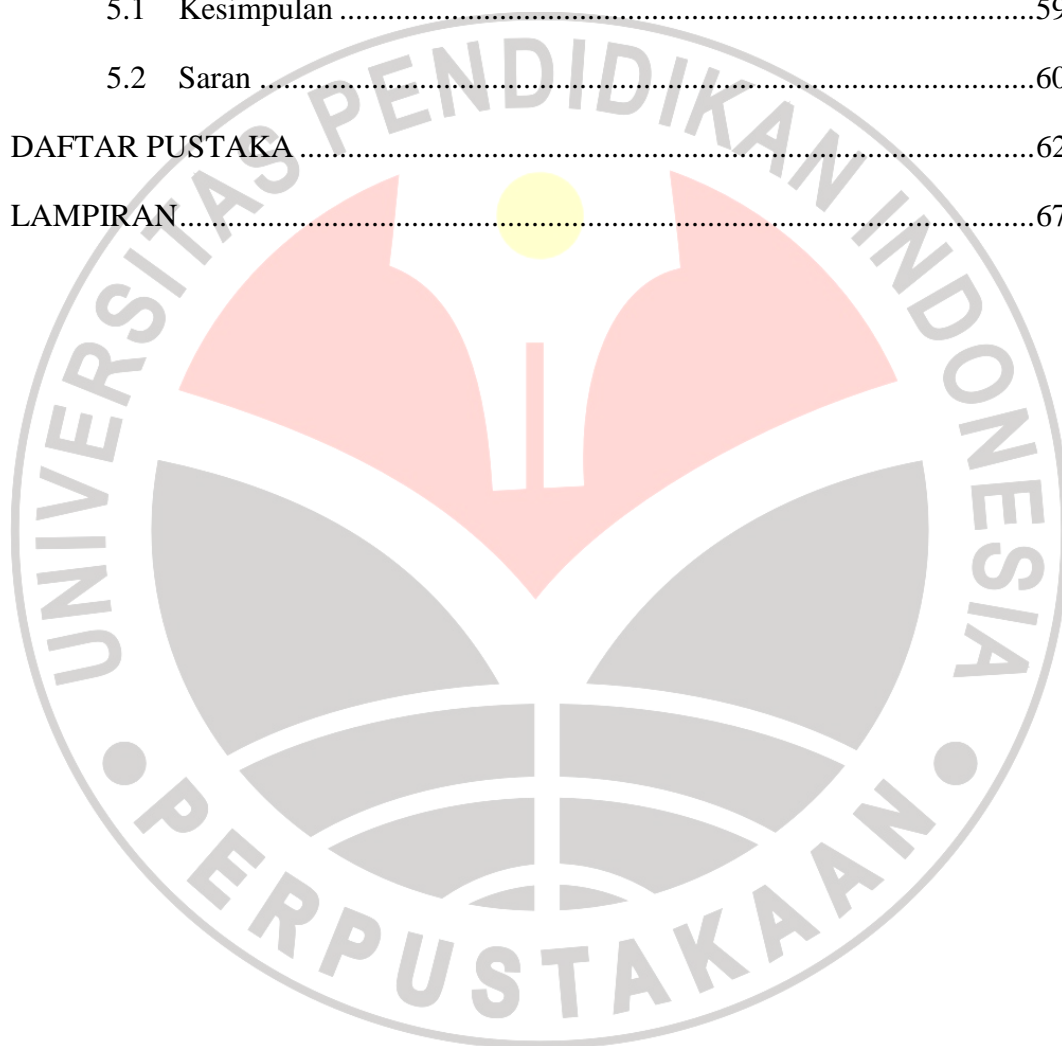 5.1 Kesimpulan ........................................................................................59
5.2 Saran ..................................................................................................60
DAFTAR PUSTAKA ..............................................................................................62
LAMPIRAN.............................................................................................................67
UNIVERSITAS PENDIDIKAN INDONESIA
PERPUSTAKAAN